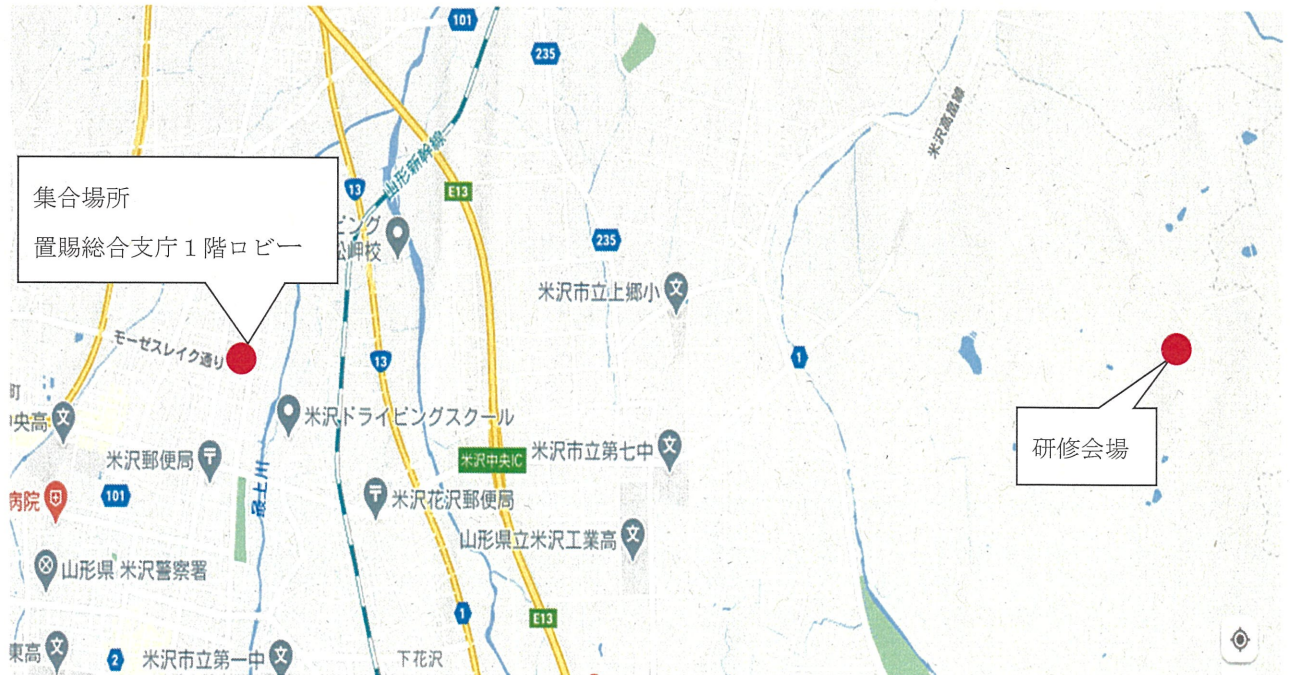 101
235
米沢高畠線
集合場所
置賜総合支庁１階ロビー
13
山形新幹線
E13
ピング
松岬校
235
米沢市立上郷小
モーゼスレイク通り
13
1
町
央高
米沢ドライビングスクール
研修会場
米沢郵便局
米沢中央IC
米沢市立第七中
病院
101
最上川
米沢花沢郵便局
山形県立米沢工業高
山形県 米沢警察署
1
E13
東高
2
米沢市立第一中
下花沢